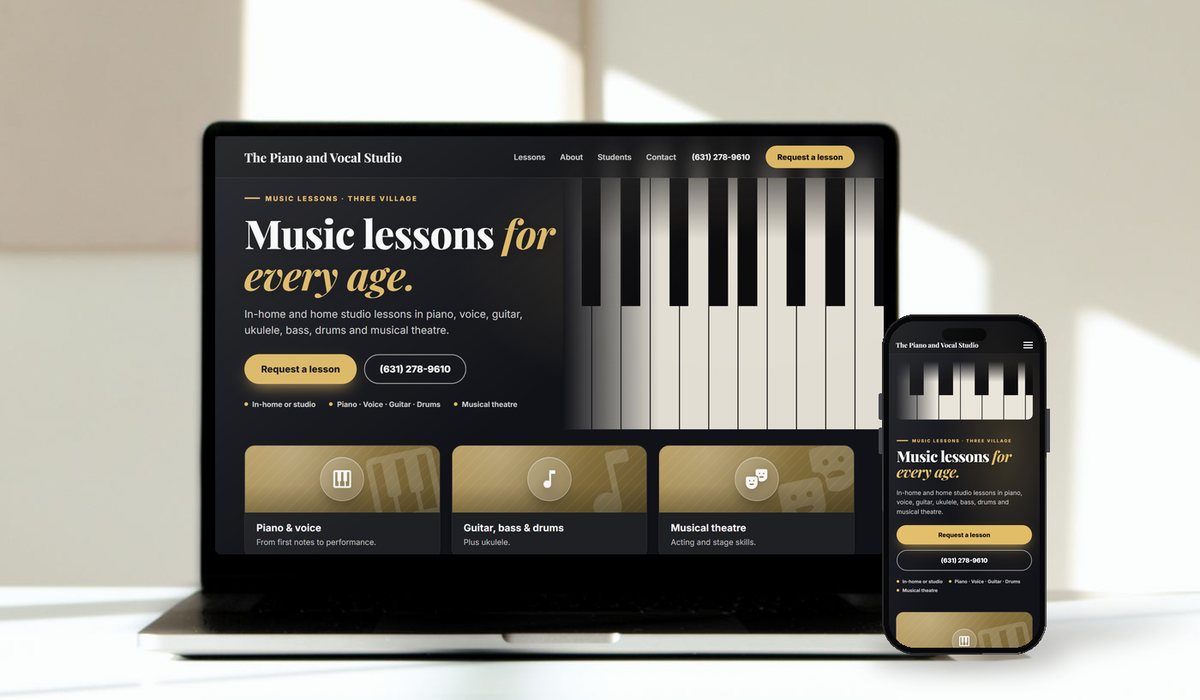 The Piano and Vocal Studio
Lessons About Students Contact (631) 278-9610 Request a lesson
MUSIC LESSONS · THREE VILLAGE
Music lessons for
every age.
In-home and home studio lessons in piano, voice, guitar,
ukulele, bass, drums and musical theatre.
Request a lesson (631) 278-9610
In-home or studio Piano · Voice · Guitar · Drums Musical theatre
Piano & voice
From first notes to performance.
Guitar, bass & drums
Plus ukulele.
Musical theatre
Acting and stage skills.
The Piano and Vocal Studio
MUSIC LESSONS · THREE VILLAGE
Music lessons for
every age.
In-home and home studio lessons in piano,
voice, guitar, ukulele, bass, drums and
musical theatre.
Request a lesson
(631) 278-9610
In-home or studio Piano · Voice · Guitar · Drums
Musical theatre